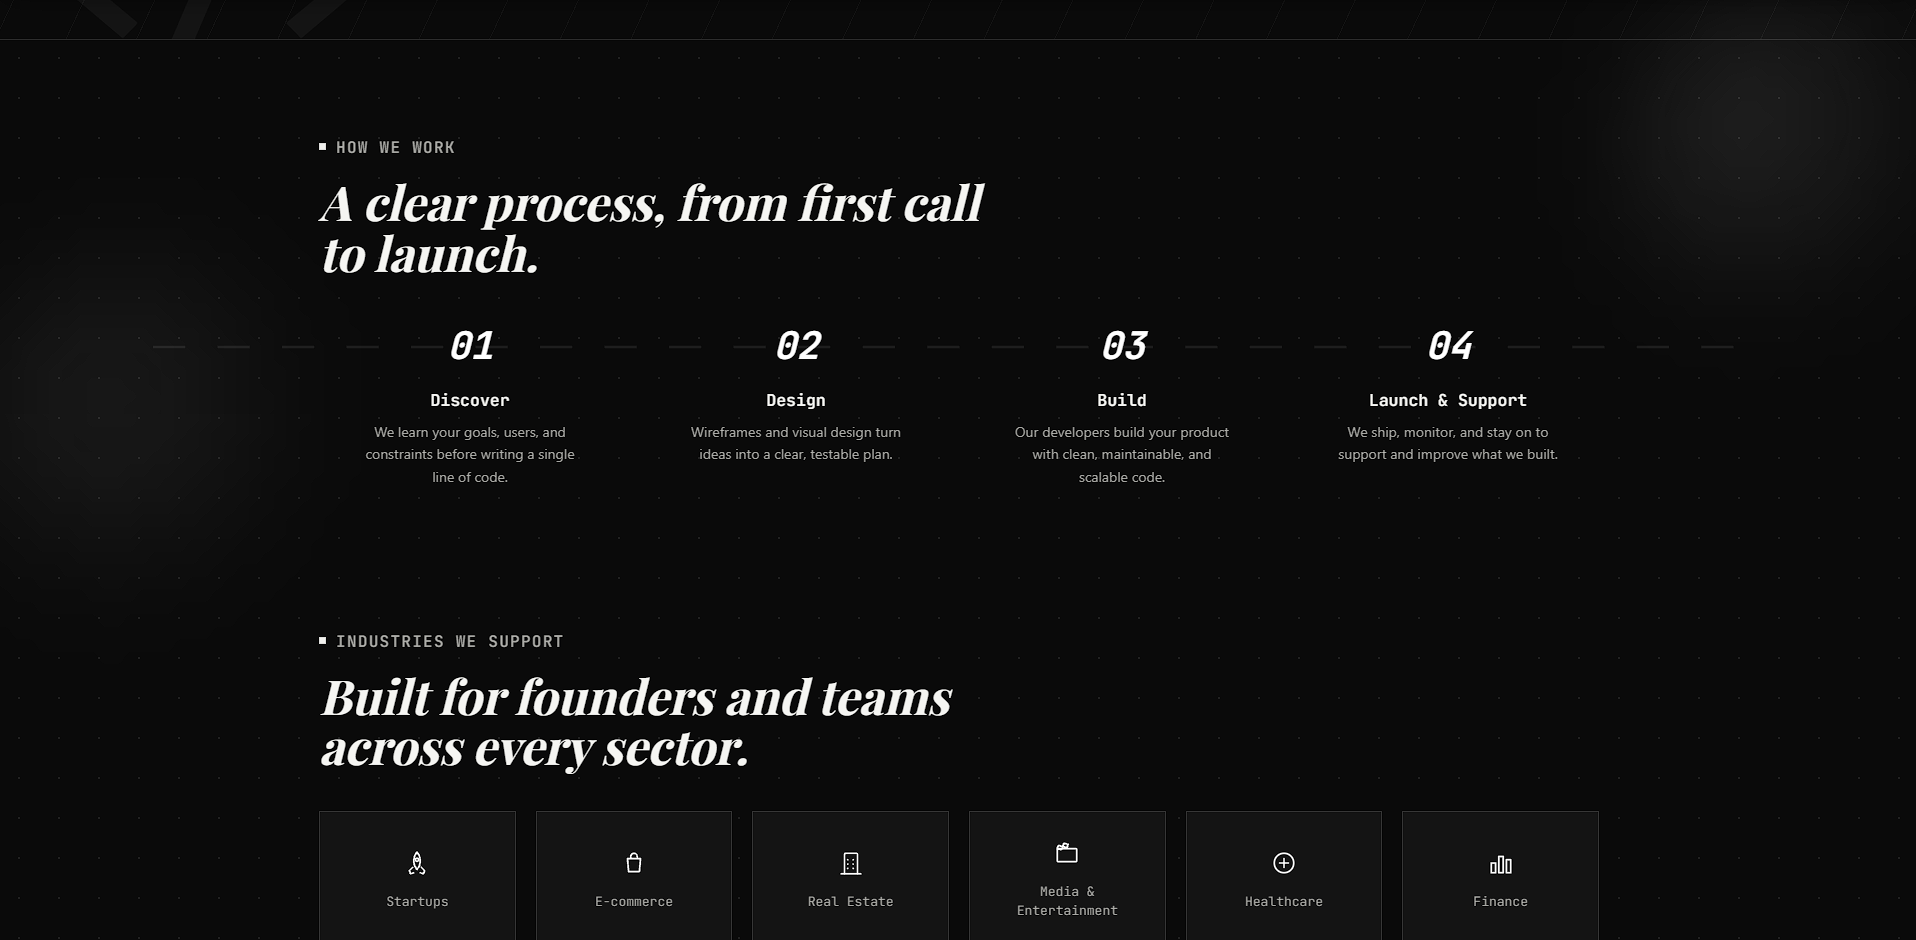 HOW WE WORK
A clear process, from first call
to launch.
01
Discover
We learn your goals, users, and
constraints before writing a single
line of code.
02
Design
Wireframes and visual design turn
ideas into a clear, testable plan.
03
Build
Our developers build your product
with clean, maintainable, and
scalable code.
04
Launch & Support
We ship, monitor, and stay on to
support and improve what we built.
INDUSTRIES WE SUPPORT
Built for founders and teams
across every sector.
Startups
E-commerce
Real Estate
Media &
Entertainment
Healthcare
Finance